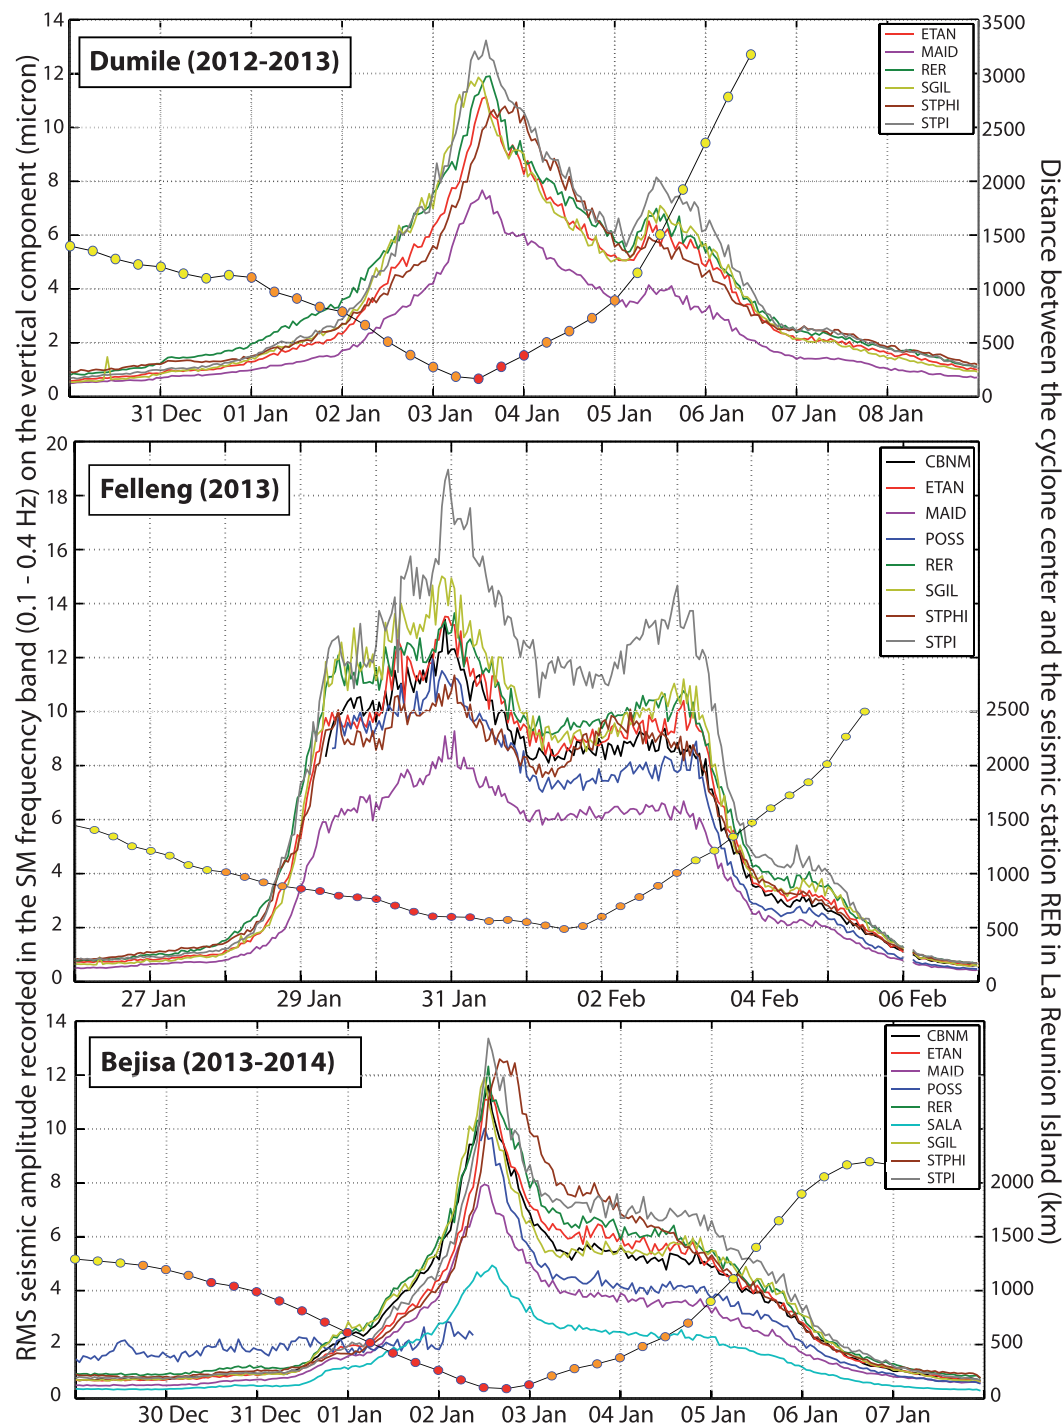 RMS seismic amplitude recorded in the SM frequency band (0.1 - 0.4 Hz) on the vertical component (micron)
Distance between the cyclone center and the seismic station RER in La Reunion Island (km)
Dumile (2012-2013)
14
12
10
8
6
4
2
0
3500
3000
2500
2000
1500
1000
500
0
ETAN
MAID
RER
SGIL
STPHI
STPI
31 Dec 01 Jan 02 Jan 03 Jan 04 Jan 05 Jan 06 Jan 07 Jan 08 Jan
Felleng (2013)
20
18
16
14
12
10
8
6
4
2
0
2500
2000
1500
1000
500
0
CBNM
ETAN
MAID
POSS
RER
SGIL
STPHI
STPI
27 Jan 29 Jan 31 Jan 02 Feb 04 Feb 06 Feb
Bejisa (2013-2014)
14
12
10
8
6
4
2
0
2000
1500
1000
500
0
CBNM
ETAN
MAID
POSS
RER
SALA
SGIL
STPHI
STPI
30 Dec 31 Dec 01 Jan 02 Jan 03 Jan 04 Jan 05 Jan 06 Jan 07 Jan